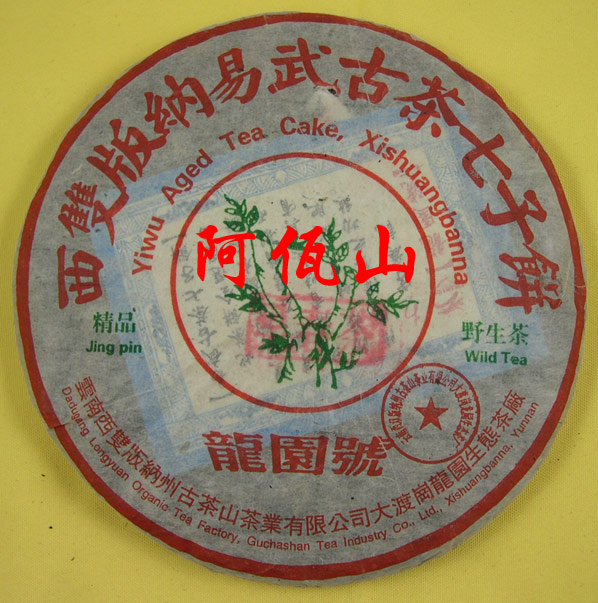 西雙版納易武古茶七子餅
Yiwu Aged Tea Cake, Xishuangbanna
阿佤山
精品
Jing pin
野生茶
Wild Tea
龍園號
雲南西雙版納州古茶山茶業有限公司大渡崗龍園生態茶廠
Dadugang Longyuan Organic Tea Factory, Guchashan Tea Industry Co., Ltd., Xishuangbanna, Yunnan